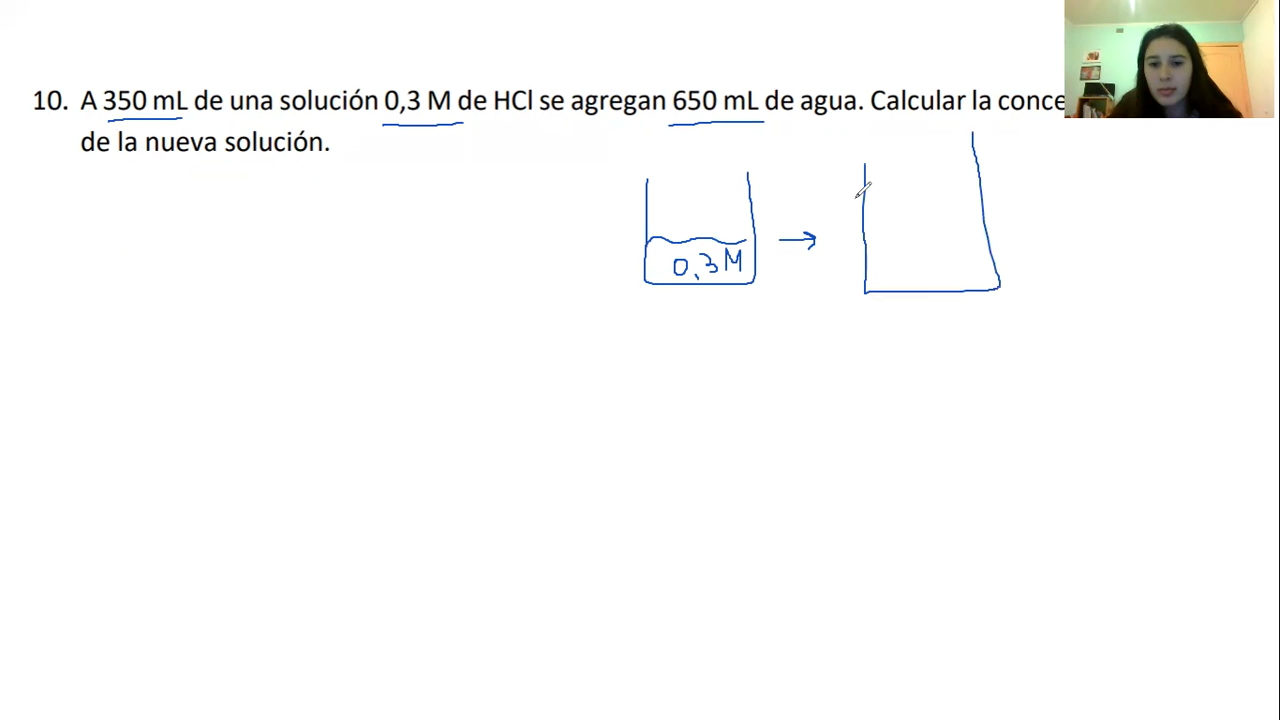 10. A 350 mL de una solución 0,3 M de HCl se agregan 650 mL de agua. Calcular la conce
de la nueva solución.
0,3 M